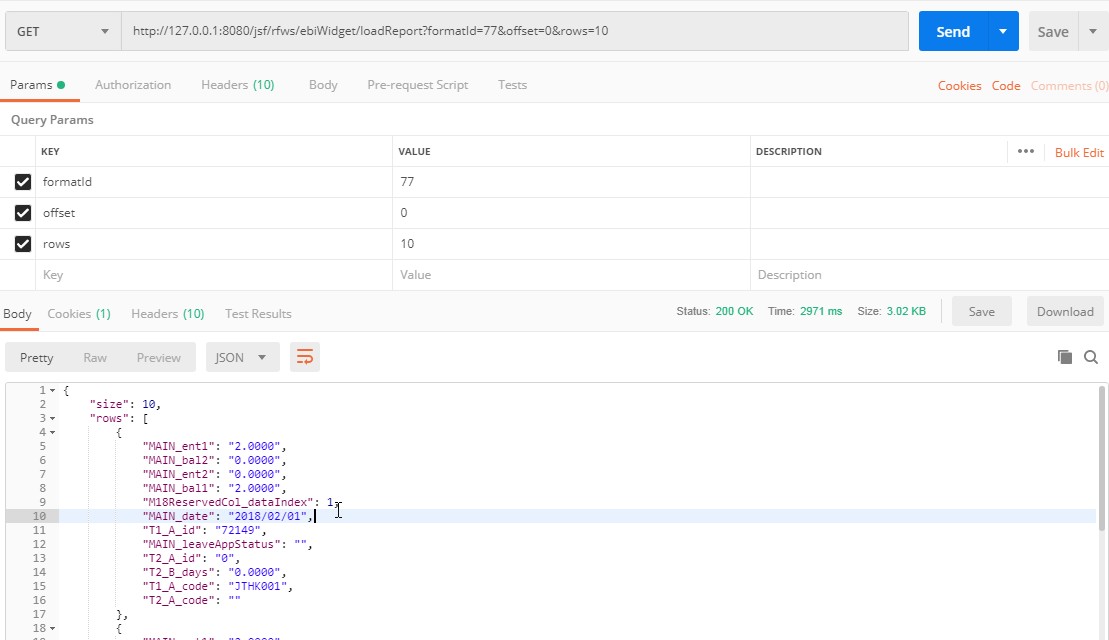 GET http://127.0.0.1:8080/jsf/rfws/ebiWidget/loadReport?formatId=77&offset=0&rows=10 Send Save
Params Authorization Headers (10) Body Pre-request Script Tests Cookies Code Comments (0)
Query Params
KEY VALUE DESCRIPTION ••• Bulk Edit
formatId 77
offset 0
rows 10
Key Value Description
Body Cookies (1) Headers (10) Test Results Status: 200 OK Time: 2971 ms Size: 3.02 KB Save Download
Pretty Raw Preview JSON
1 {
2 "size": 10,
3 "rows": [
4 {
5 "MAIN_ent1": "2.0000",
6 "MAIN_bal2": "0.0000",
7 "MAIN_ent2": "0.0000",
8 "MAIN_bal1": "2.0000",
9 "M18ReservedCol_dataIndex": 1,
10 "MAIN_date": "2018/02/01",
11 "T1_A_id": "72149",
12 "MAIN_leaveAppStatus": "",
13 "T2_A_id": "0",
14 "T2_B_days": "0.0000",
15 "T1_A_code": "JTHK001",
16 "T2_A_code": ""
17 },
18 {